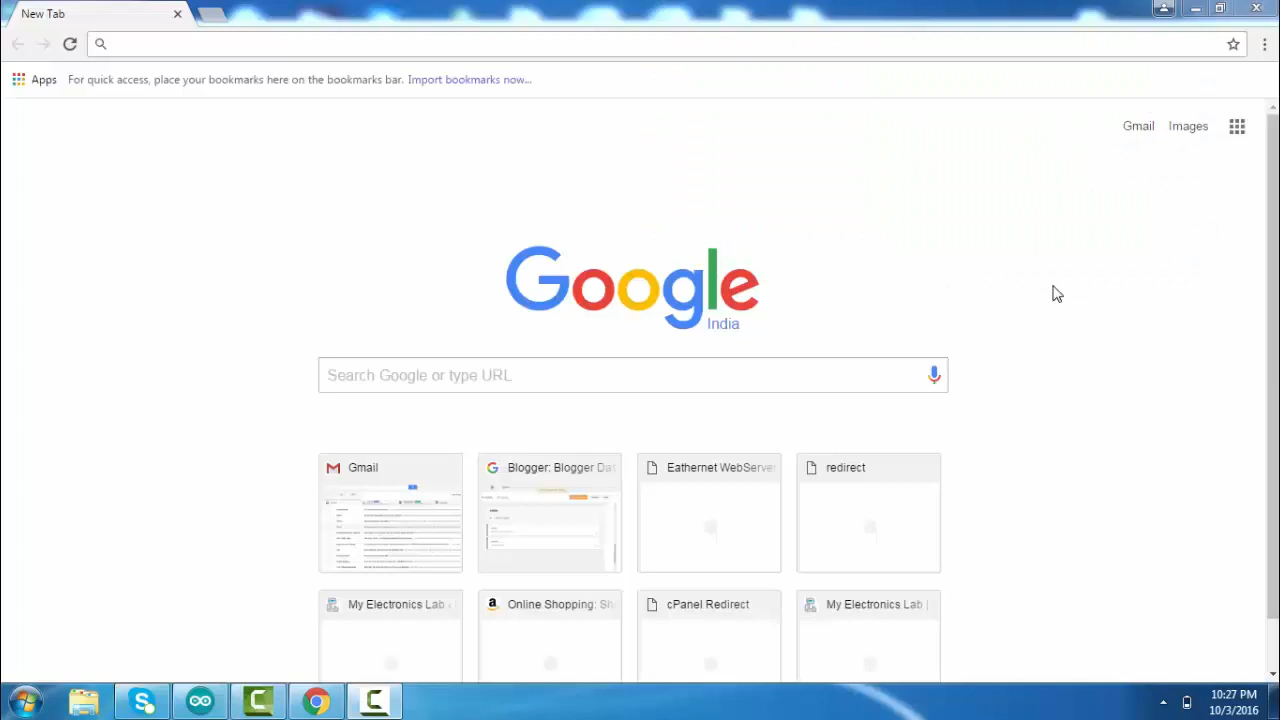 New Tab
Apps For quick access, place your bookmarks here on the bookmarks bar. Import bookmarks now...
Gmail Images
Google
India
Search Google or type URL
Gmail Blogger: Blogger Das Eathernet WebServer redirect
My Electronics Lab Online Shopping: Sh cPanel Redirect My Electronics Lab |
10:27 PM
10/3/2016